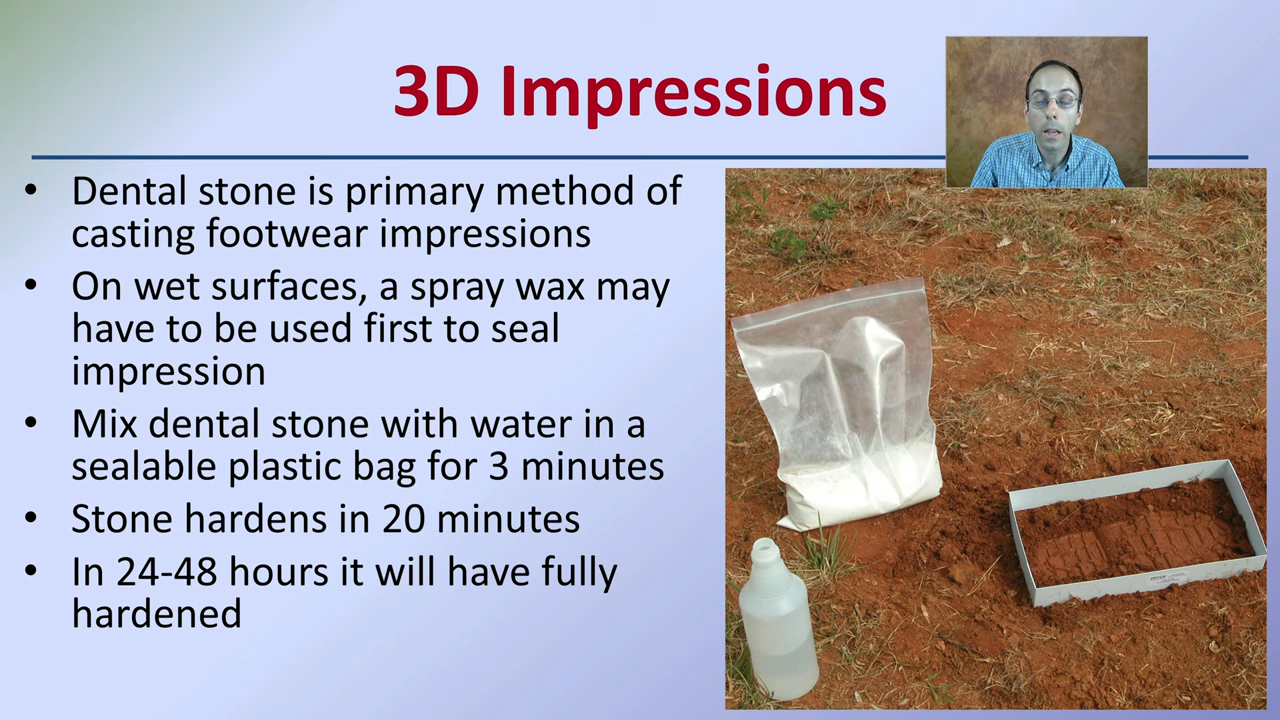 3D Impressions
• Dental stone is primary method of
casting footwear impressions
• On wet surfaces, a spray wax may
have to be used first to seal
impression
• Mix dental stone with water in a
sealable plastic bag for 3 minutes
• Stone hardens in 20 minutes
• In 24-48 hours it will have fully
hardened